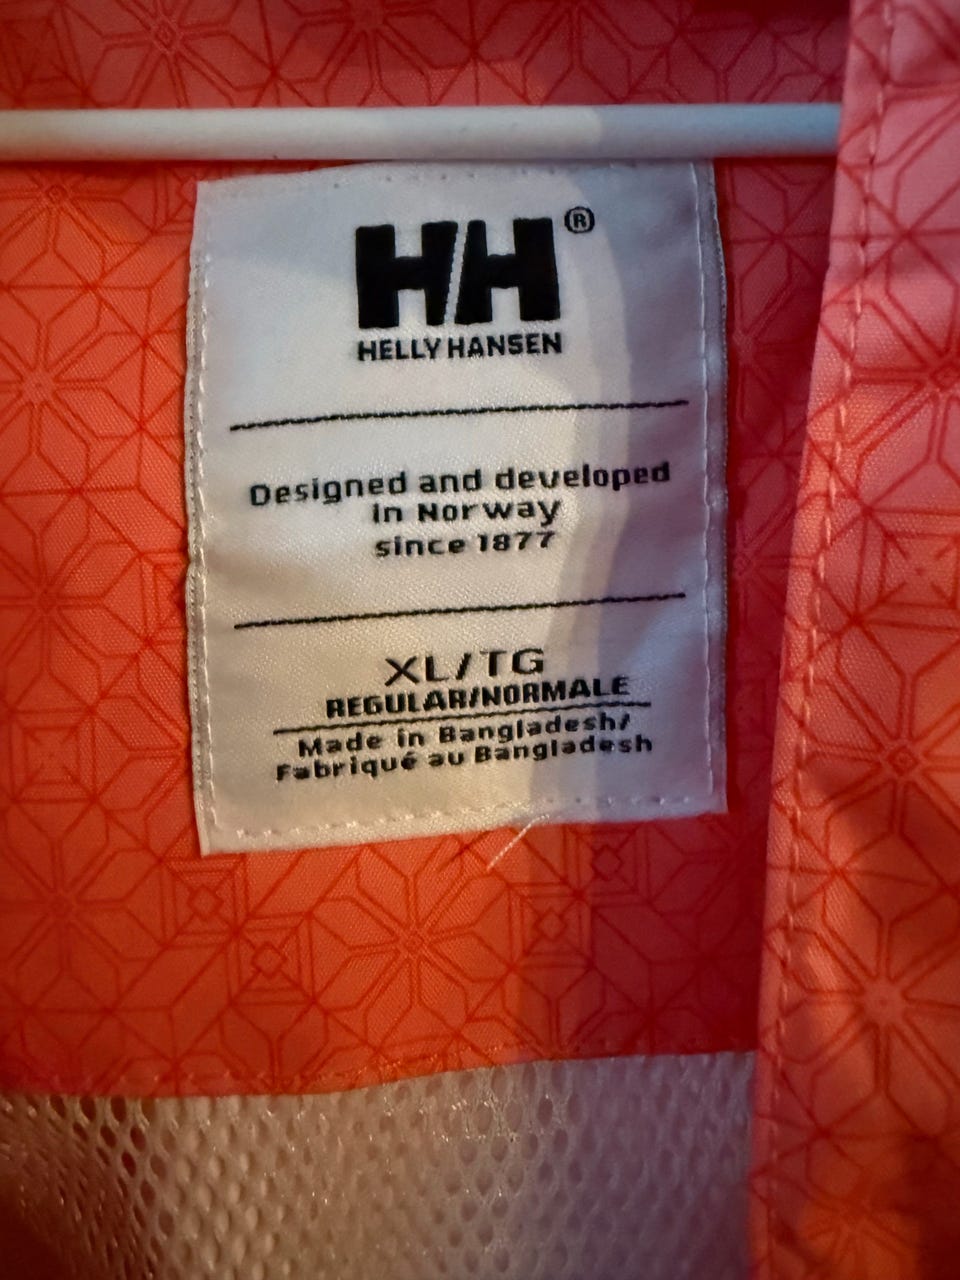 HH®
HELLY HANSEN
Designed and developed
in Norway
since 1877
XL/TG
REGULAR/NORMALE
Made in Bangladesh/
Fabriqué au Bangladesh